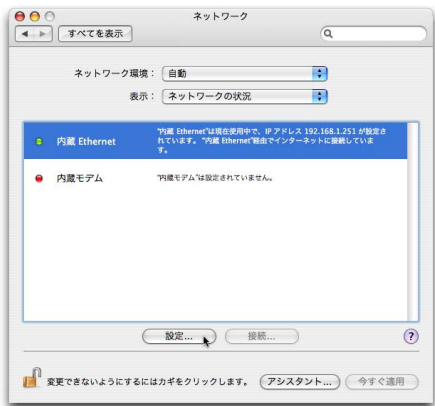 ネットワーク
すべてを表示
ネットワーク環境： 自動
表示： ネットワークの状況
内蔵 Ethernet
"内蔵 Ethernet"は現在使用中で、IP アドレス 192.168.1.251 が設定さ
れています。"内蔵 Ethernet"経由でインターネットに接続していま
す。
内蔵モデム
"内蔵モデム"は設定されていません。
設定... 接続... ?
変更できないようにするにはカギをクリックします。 アシスタント... 今すぐ適用